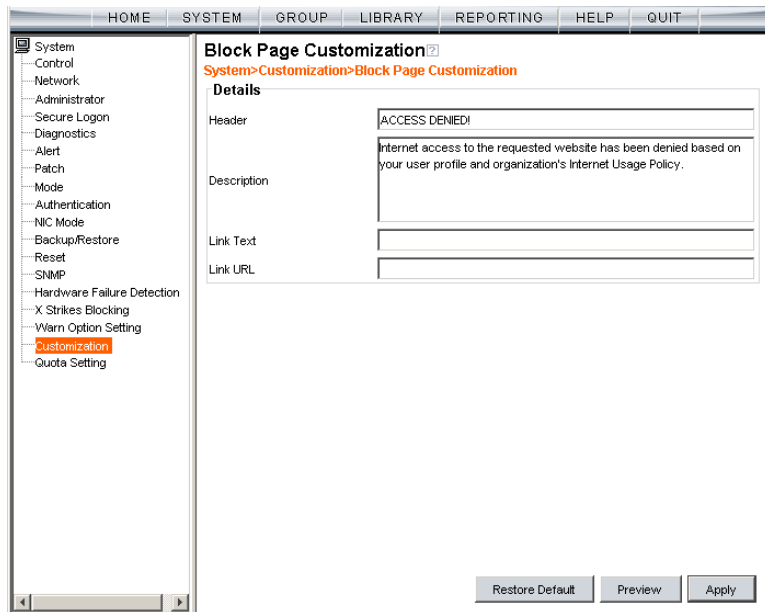 HOME SYSTEM GROUP LIBRARY REPORTING HELP QUIT
System
Control
Network
Administrator
Secure Logon
Diagnostics
Alert
Patch
Mode
Authentication
NIC Mode
Backup/Restore
Reset
SNMP
Hardware Failure Detection
X Strikes Blocking
Warn Option Setting
Customization
Quota Setting
Block Page Customization?
System>Customization>Block Page Customization
Details
Header
ACCESS DENIED!
Description
Internet access to the requested website has been denied based on
your user profile and organization's Internet Usage Policy.
Link Text
Link URL
Restore Default Preview Apply